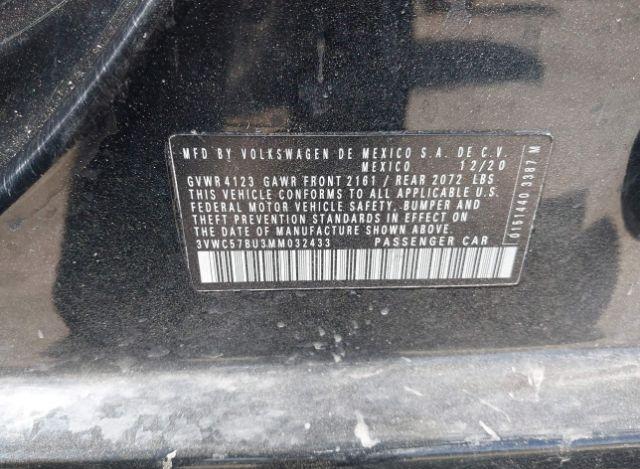 MFD BY VOLKSWAGEN DE MEXICO S.A. DE C.V.
MEXICO 12/20
GVWR 4123 GAWR FRONT 2161 / REAR 2072 LBS
THIS VEHICLE CONFORMS TO ALL APPLICABLE U.S.
FEDERAL MOTOR VEHICLE SAFETY, BUMPER AND
THEFT PREVENTION STANDARDS IN EFFECT ON
THE DATE OF MANUFACTURE SHOWN ABOVE.
3VWC57BU3MM032433 PASSENGER CAR
0151440 3387 M